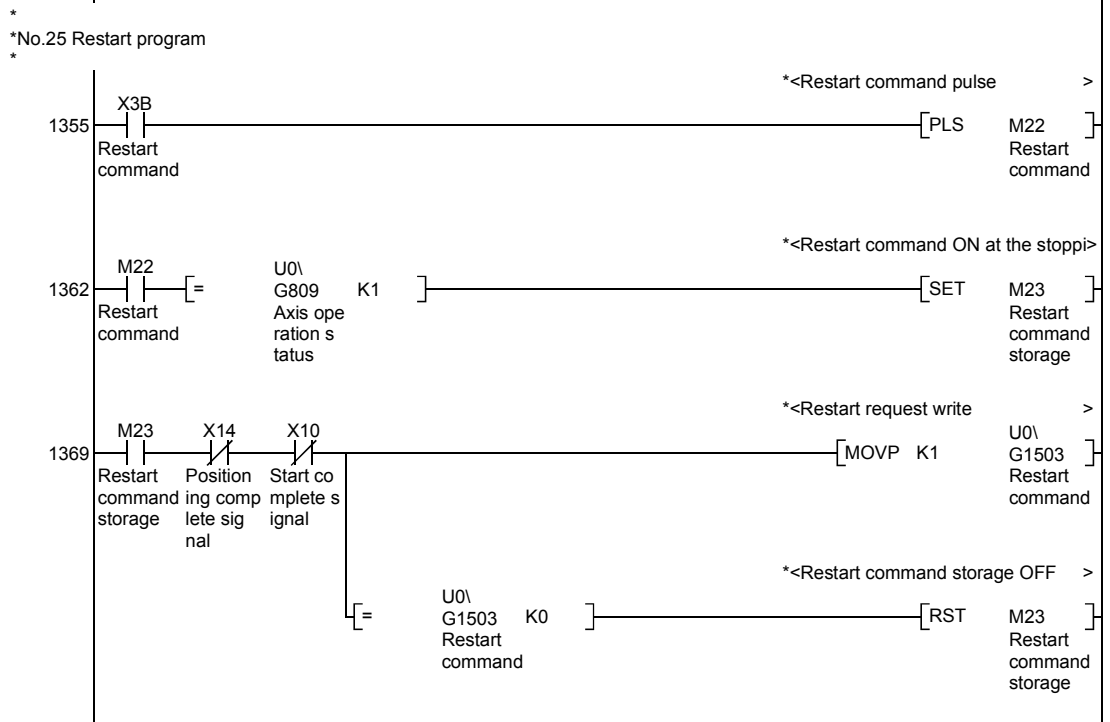 *
*No.25 Restart program
*
*<Restart command pulse >
X3B
1355
PLS M22
Restart
command
Restart
command
*<Restart command ON at the stoppi>
M22
U0\
1362
=
G809 K1
SET M23
Restart
command
Axis ope
ration s
tatus
Restart
command
storage
*<Restart request write >
M23 X14 X10
U0\
1369
MOVP K1 G1503
Restart
command
storage
Position
ing comp
lete sig
nal
Start co
mplete s
ignal
Restart
command
*<Restart command storage OFF >
U0\
=
G1503 K0
RST M23
Restart
command
Restart
command
storage